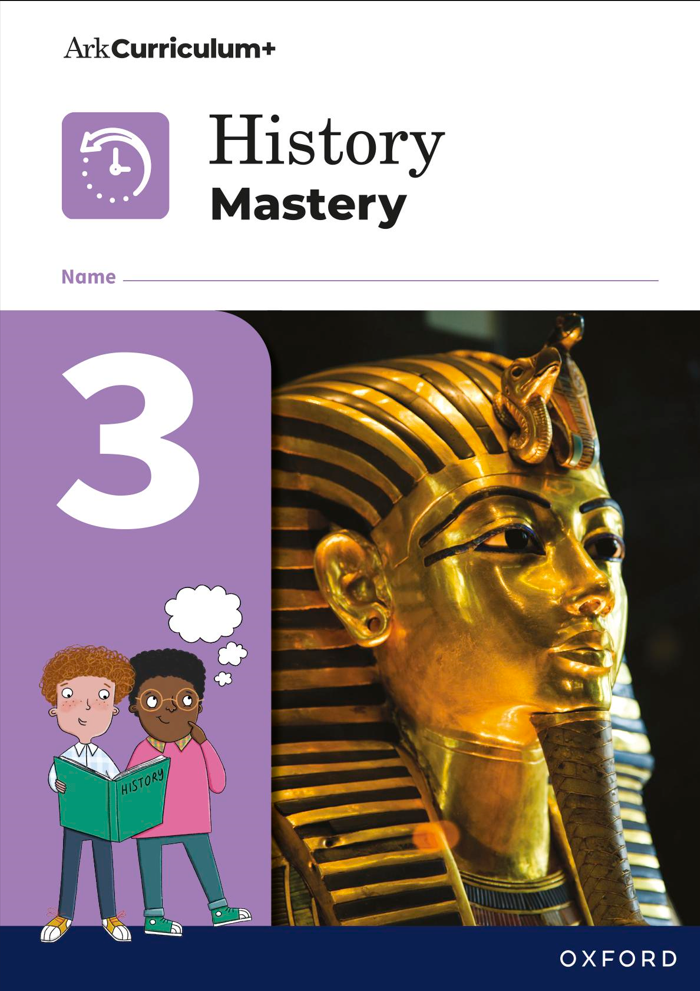 ArkCurriculum+
History
Mastery
Name
3
HISTORY
OXFORD